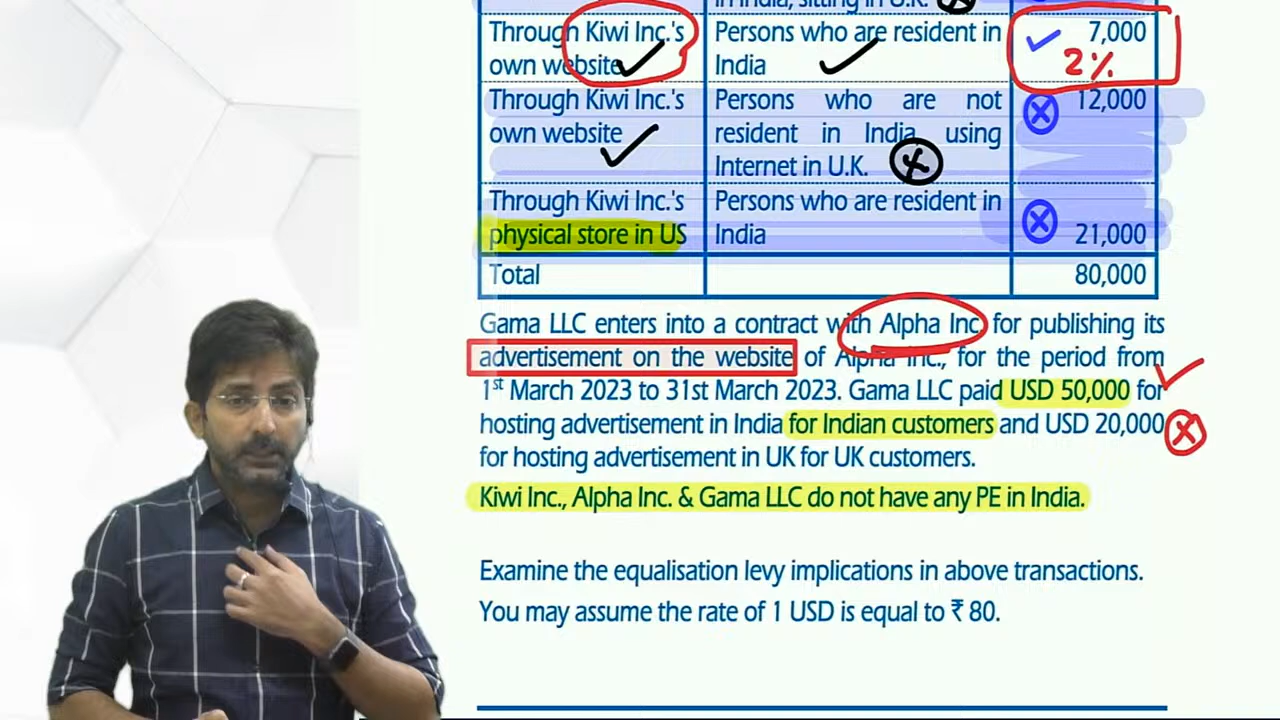 in India, sitting in U.K.
Through Kiwi Inc.'s Persons who are resident in 7,000
own website India 2%
Through Kiwi Inc.'s Persons who are not 12,000
own website resident in India using
Internet in U.K.
Through Kiwi Inc.'s Persons who are resident in
physical store in US India 21,000
Total 80,000
Gama LLC enters into a contract with Alpha Inc for publishing its
advertisement on the website of Alpha Inc., for the period from
1st March 2023 to 31st March 2023. Gama LLC paid USD 50,000 for
hosting advertisement in India for Indian customers and USD 20,000
for hosting advertisement in UK for UK customers.
Kiwi Inc., Alpha Inc. & Gama LLC do not have any PE in India.
Examine the equalisation levy implications in above transactions.
You may assume the rate of 1 USD is equal to ₹ 80.